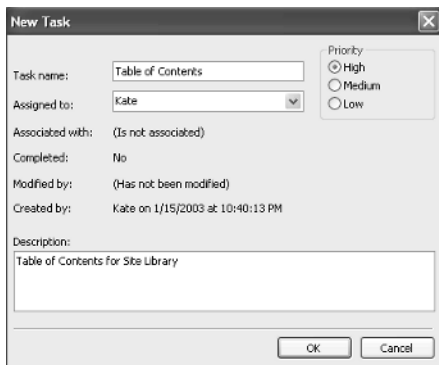 New Task
Priority
Task name: Table of Contents
High
Medium
Assigned to: Kate
Low
Associated with: (Is not associated)
Completed: No
Modified by: (Has not been modified)
Created by: Kate on 1/15/2003 at 10:40:13 PM
Description:
Table of Contents for Site Library
OK Cancel